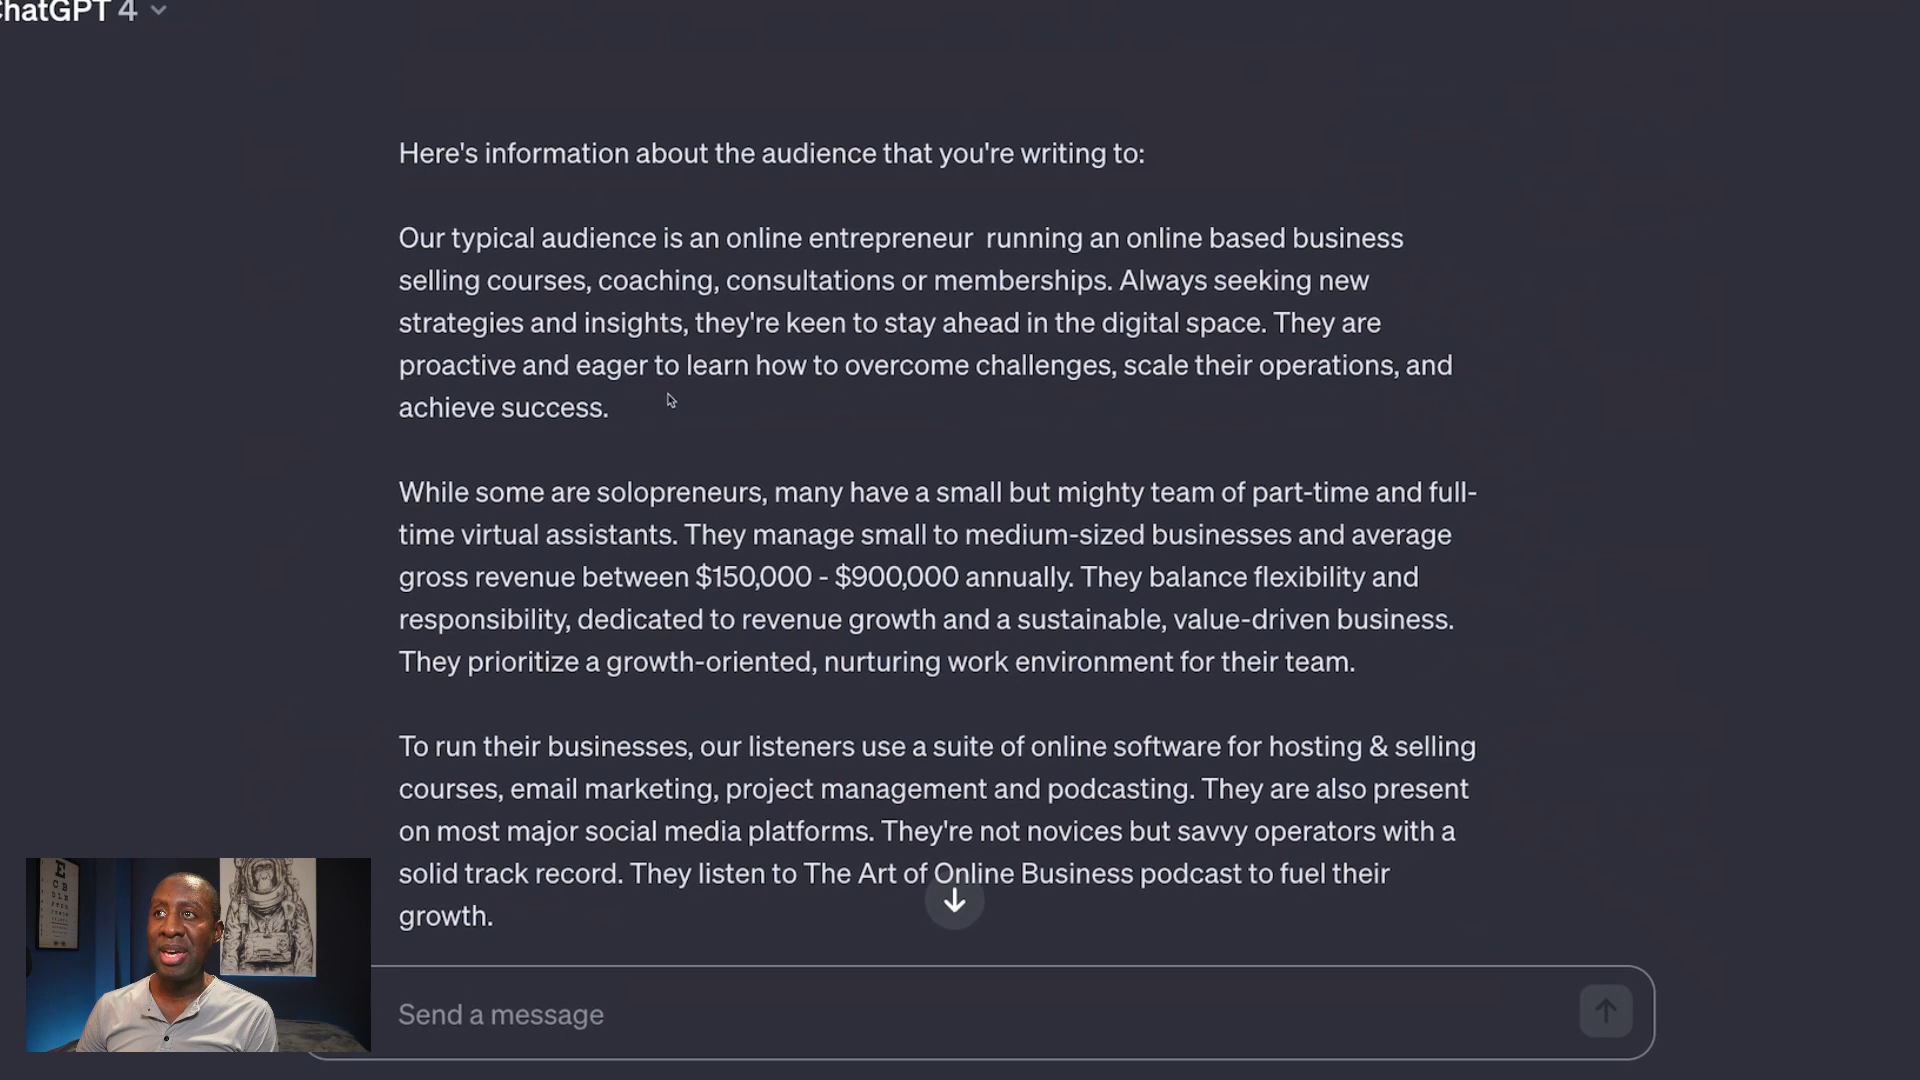 ChatGPT 4
Here's information about the audience that you're writing to:
Our typical audience is an online entrepreneur  running an online based business
selling courses, coaching, consultations or memberships. Always seeking new
strategies and insights, they're keen to stay ahead in the digital space. They are
proactive and eager to learn how to overcome challenges, scale their operations, and
achieve success.
While some are solopreneurs, many have a small but mighty team of part-time and full-
time virtual assistants. They manage small to medium-sized businesses and average
gross revenue between $150,000 - $900,000 annually. They balance flexibility and
responsibility, dedicated to revenue growth and a sustainable, value-driven business.
They prioritize a growth-oriented, nurturing work environment for their team.
To run their businesses, our listeners use a suite of online software for hosting & selling
courses, email marketing, project management and podcasting. They are also present
on most major social media platforms. They're not novices but savvy operators with a
solid track record. They listen to The Art of Online Business podcast to fuel their
growth.
Send a message